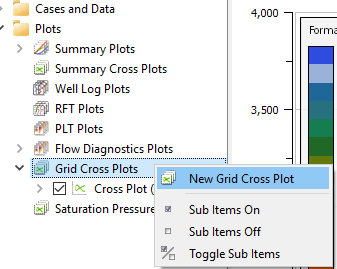 Cases and Data
Plots
Summary Plots
Summary Cross Plots
Well Log Plots
RFT Plots
PLT Plots
Flow Diagnostics Plots
Grid Cross Plots
Cross Plot (
Saturation Pressure
New Grid Cross Plot
Sub Items On
Sub Items Off
Toggle Sub Items
4,000
3,500
Forma